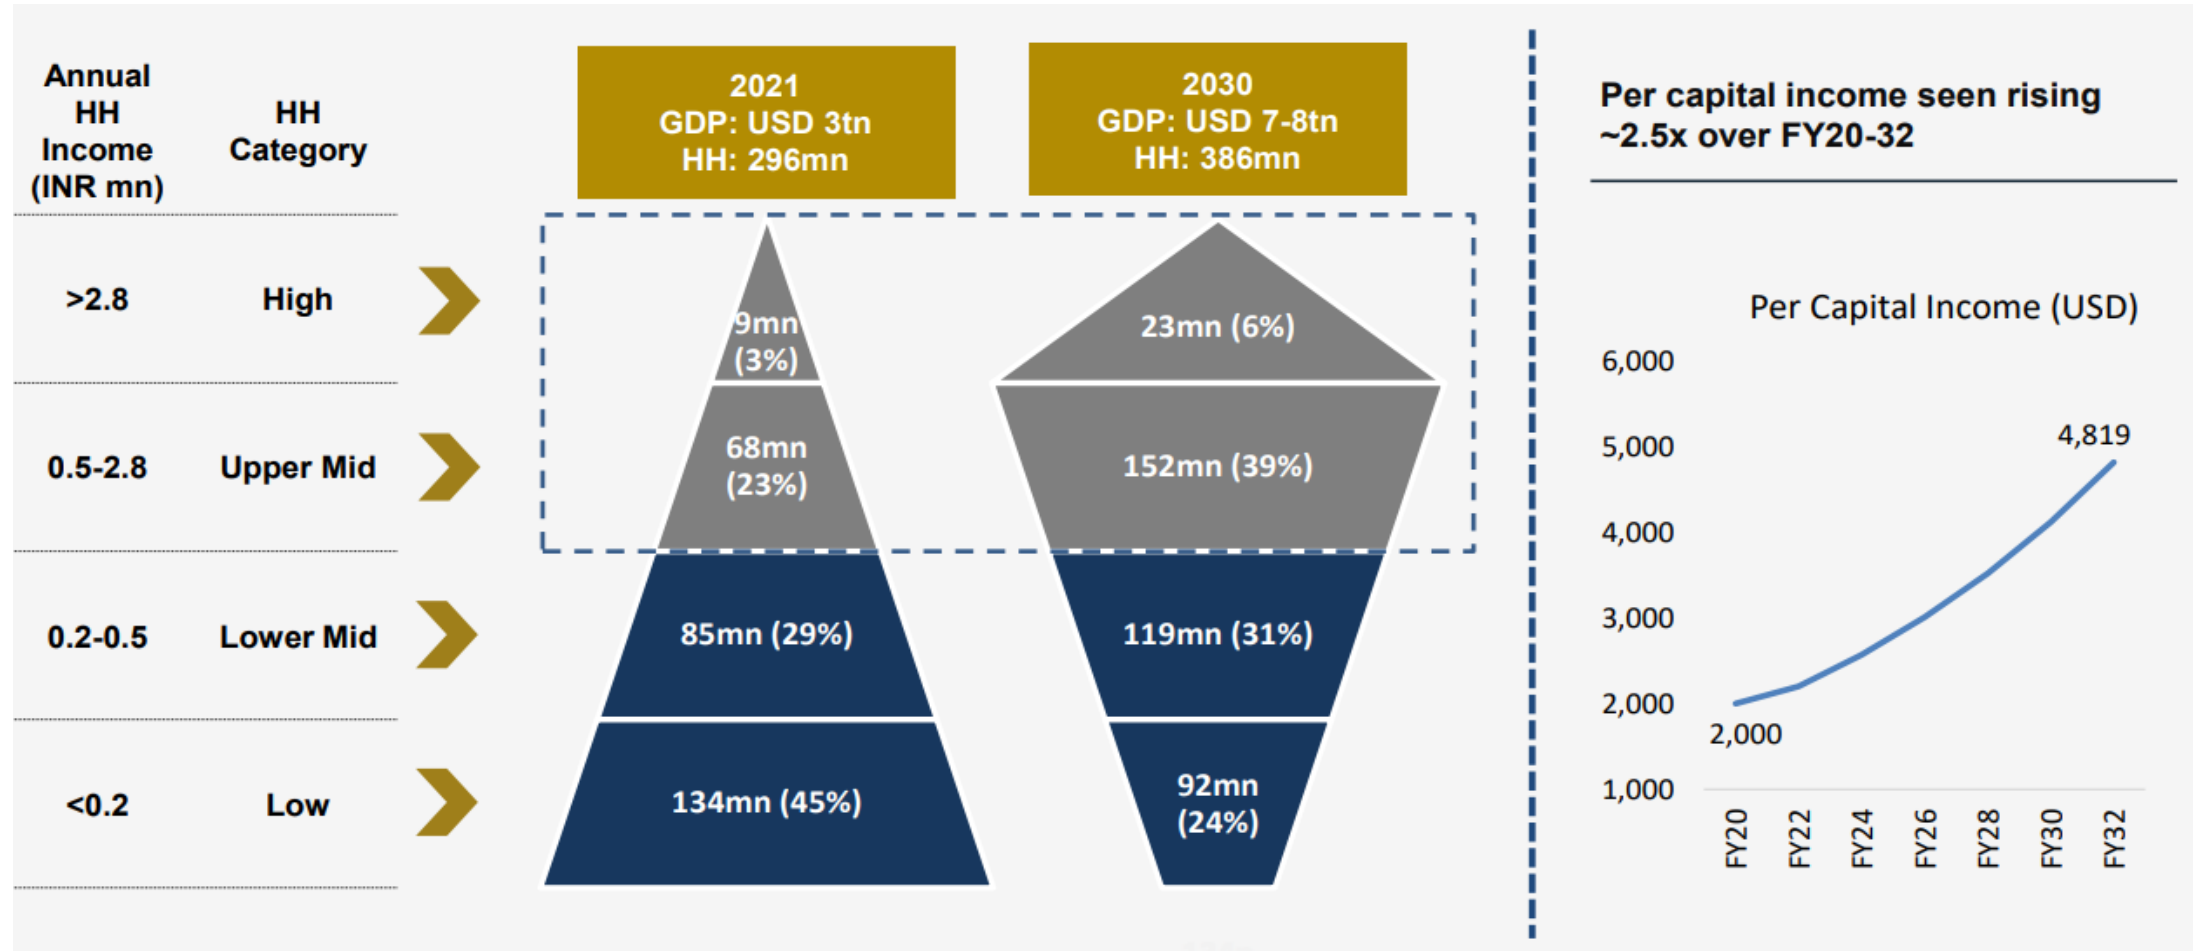 Annual
HH
Income
(INR mn)
HH
Category
2021
GDP: USD 3tn
HH: 296mn
2030
GDP: USD 7-8tn
HH: 386mn
>2.8
High
9mn
(3%)
23mn (6%)
0.5-2.8
Upper Mid
68mn
(23%)
152mn (39%)
0.2-0.5
Lower Mid
85mn (29%)
119mn (31%)
<0.2
Low
134mn (45%)
92mn
(24%)
Per capital income seen rising
~2.5x over FY20-32
Per Capital Income (USD)
6,000
5,000
4,000
3,000
2,000
1,000
4,819
2,000
FY20
FY22
FY24
FY26
FY28
FY30
FY32